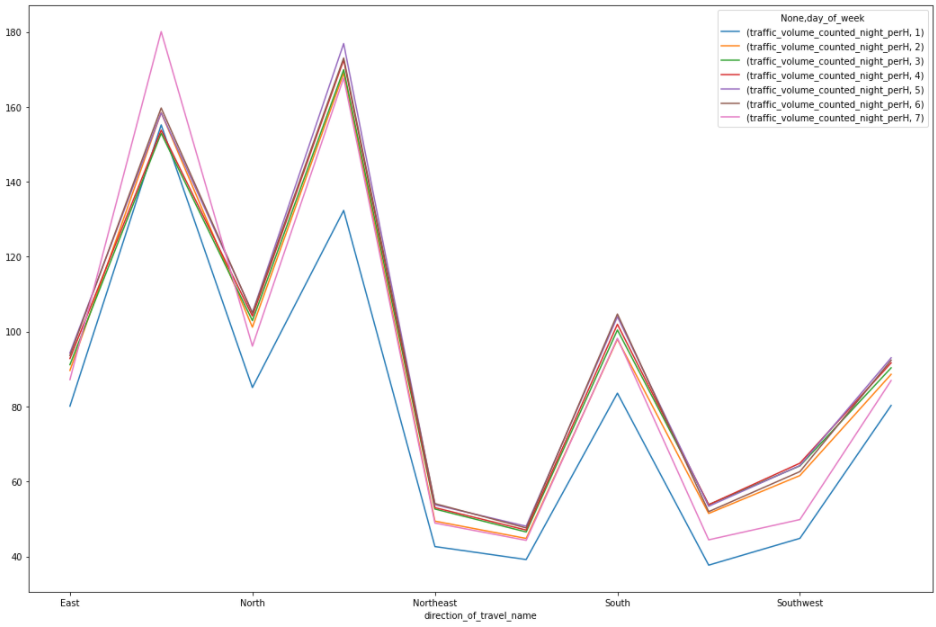 None,day_of_week
(traffic_volume_counted_night_perH, 1)
(traffic_volume_counted_night_perH, 2)
(traffic_volume_counted_night_perH, 3)
(traffic_volume_counted_night_perH, 4)
(traffic_volume_counted_night_perH, 5)
(traffic_volume_counted_night_perH, 6)
(traffic_volume_counted_night_perH, 7)
180
160
140
120
100
80
60
40
East North Northeast South Southwest
direction_of_travel_name